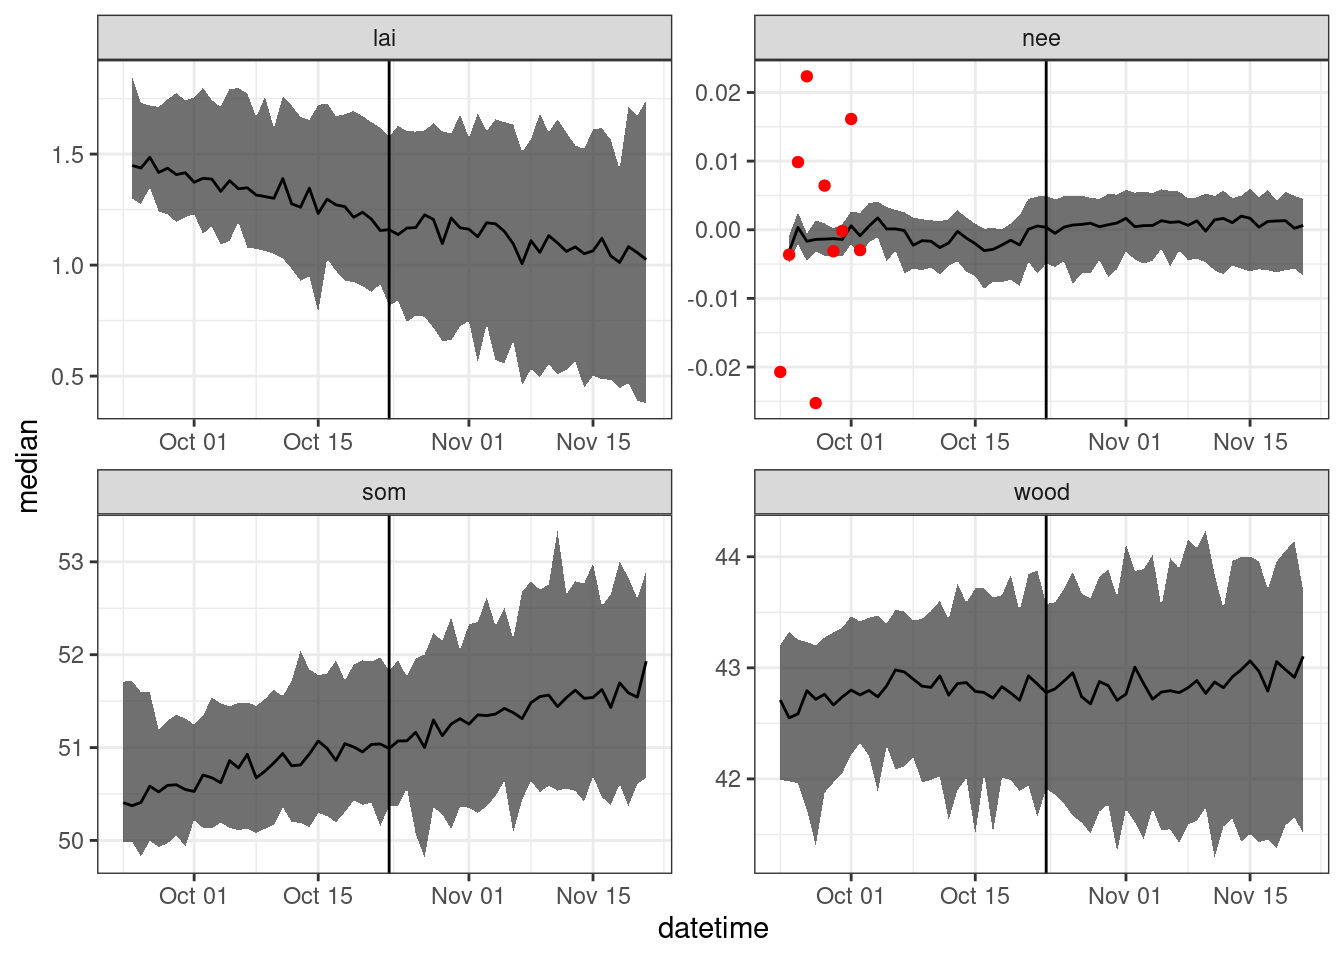 lai
nee
1.5
1.0
0.5
0.02
0.01
0.00
-0.01
-0.02
Oct 01 Oct 15 Nov 01 Nov 15
Oct 01 Oct 15 Nov 01 Nov 15
median
som
wood
53
52
51
50
44
43
42
Oct 01 Oct 15 Nov 01 Nov 15
Oct 01 Oct 15 Nov 01 Nov 15
datetime